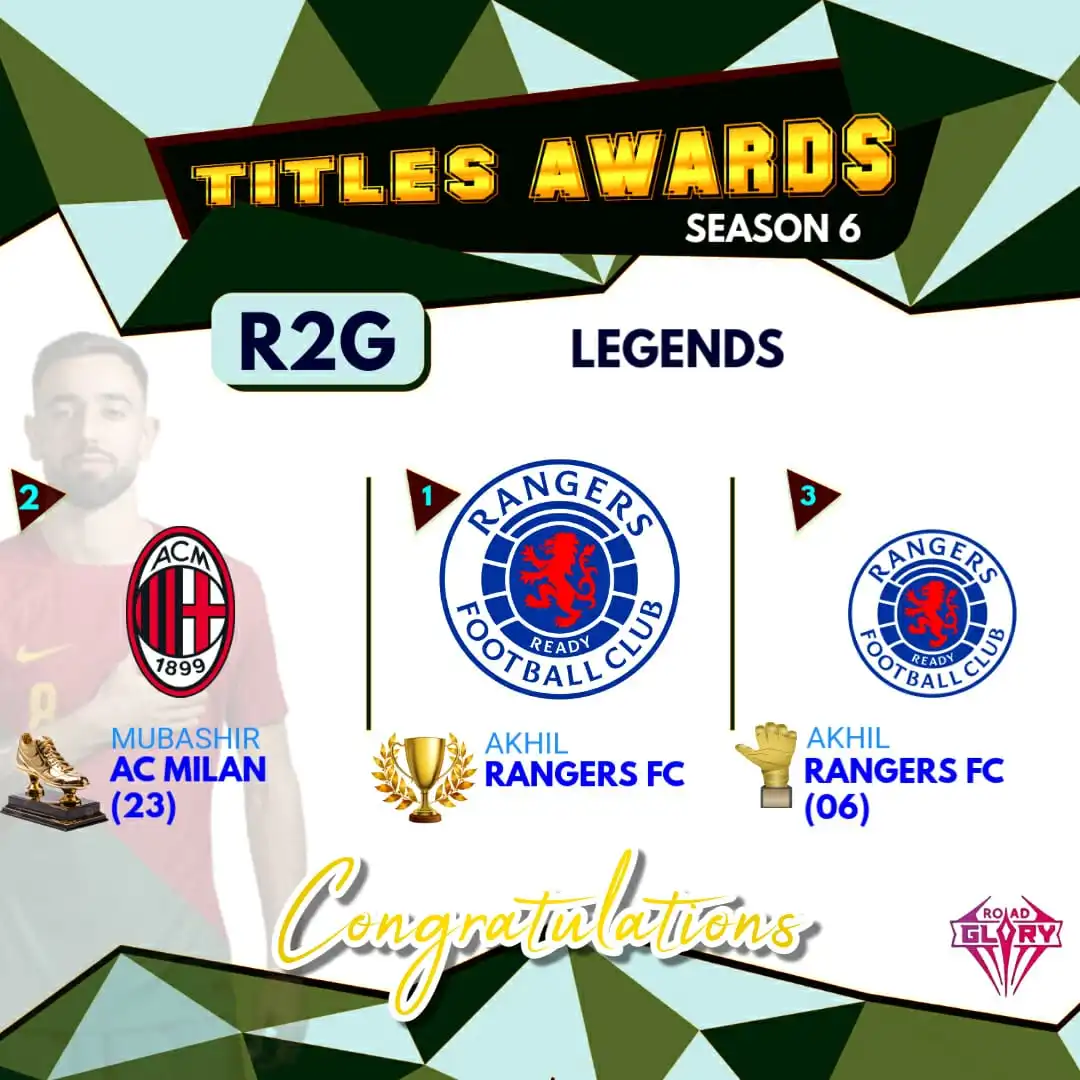 TITLES AWARDS
SEASON 6
R2G
LEGENDS
2
ACM
1899
MUBASHIR
AC MILAN
(23)
1
RANGERS
READY
FOOTBALL CLUB
AKHIL
RANGERS FC
3
RANGERS
READY
FOOTBALL CLUB
AKHIL
RANGERS FC
(06)
8
Congratulations
ROAD
GLORY